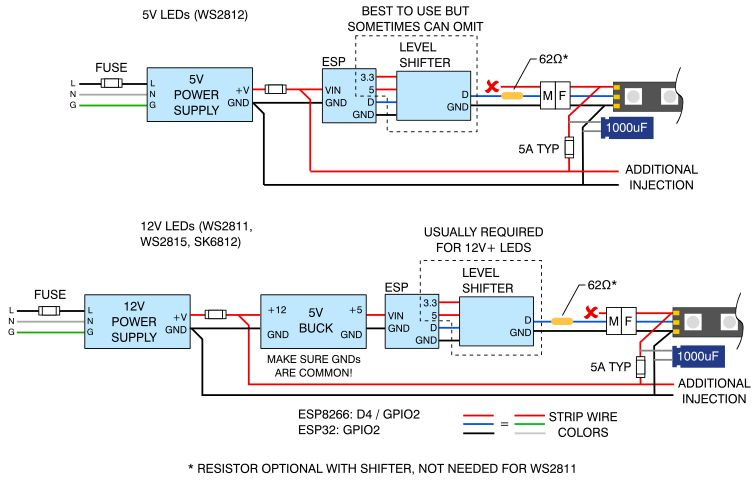 5V LEDs (WS2812)
BEST TO USE BUT
SOMETIMES CAN OMIT
FUSE
L
N
G
L
N
G
5V
POWER
SUPPLY
+V
GND
ESP
VIN
GND
3.3
5
D
GND
LEVEL
SHIFTER
D
GND
62Ω*
M F
1000uF
5A TYP
ADDITIONAL
INJECTION
12V LEDs (WS2811,
WS2815, SK6812)
USUALLY REQUIRED
FOR 12V+ LEDS
FUSE
L
N
G
L
N
G
12V
POWER
SUPPLY
+V
GND
+12
GND
5V
BUCK
+5
GND
MAKE SURE GNDs
ARE COMMON!
ESP
VIN
GND
3.3
5
D
GND
LEVEL
SHIFTER
D
GND
62Ω*
M F
1000uF
5A TYP
ADDITIONAL
INJECTION
ESP8266: D4 / GPIO2
ESP32: GPIO2
=
STRIP WIRE
COLORS
* RESISTOR OPTIONAL WITH SHIFTER, NOT NEEDED FOR WS2811